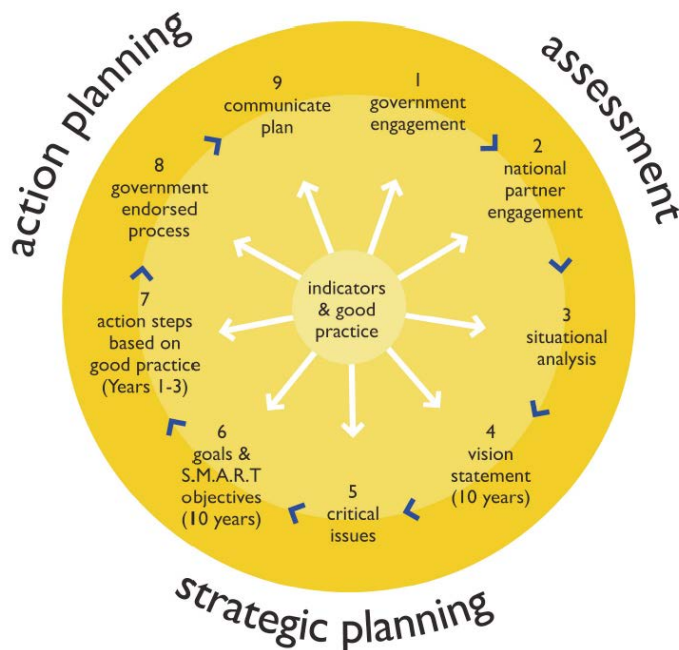 action planning
assessment
strategic planning
1
government
engagement
2
national
partner
engagement
3
situational
analysis
4
vision
statement
(10 years)
5
critical
issues
6
goals &
S.M.A.R.T
objectives
(10 years)
7
action steps
based on
good practice
(Years 1-3)
8
government
endorsed
process
9
communicate
plan
indicators
& good
practice